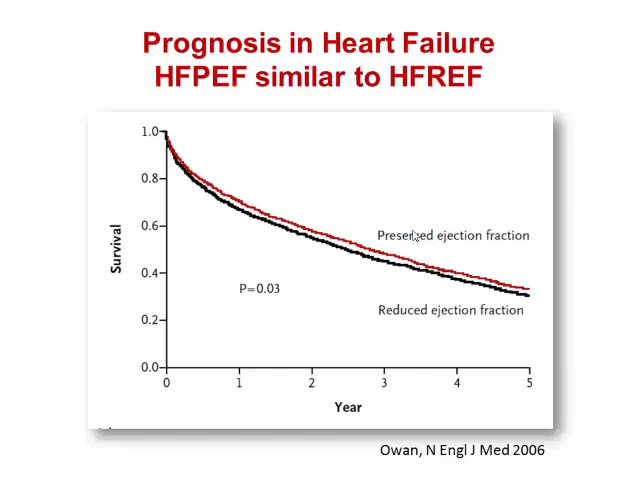 Prognosis in Heart Failure
HFPEF similar to HFREF
1.0
0.8
0.6
0.4
0.2
0.0
Survival
Preserved ejection fraction
P=0.03
Reduced ejection fraction
0 1 2 3 4 5
Year
Owan, N Engl J Med 2006